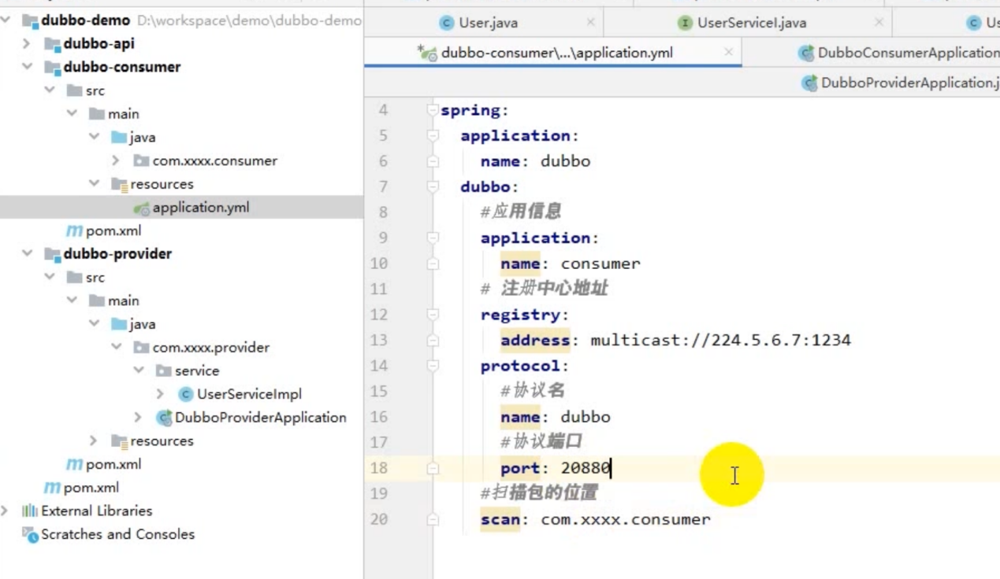 dubbo-demo D:\workspace\demo\dubbo-demo
dubbo-api
dubbo-consumer
src
main
java
com.xxxx.consumer
resources
application.yml
pom.xml
dubbo-provider
src
main
java
com.xxxx.provider
service
UserServiceImpl
DubboProviderApplication
resources
pom.xml
pom.xml
External Libraries
Scratches and Consoles
User.java
UserServiceI.java
dubbo-consumer\...\application.yml
DubboConsumerApplication
DubboProviderApplication.j
4 spring:
5 application:
6 name: dubbo
7 dubbo:
8 #应用信息
9 application:
10 name: consumer
11 # 注册中心地址
12 registry:
13 address: multicast://224.5.6.7:1234
14 protocol:
15 #协议名
16 name: dubbo
17 #协议端口
18 port: 20880
19 #扫描包的位置
20 scan: com.xxxx.consumer